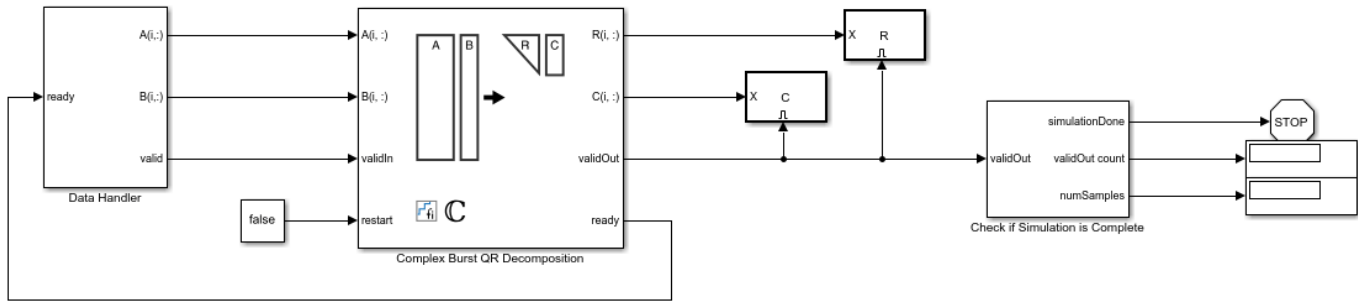 A(i,:)
B(i,:)
ready
valid
Data Handler
false
A(i, :)
B(i, :)
validIn
restart
A
B
R
C
fi
ℂ
R(i, :)
C(i, :)
validOut
ready
Complex Burst QR Decomposition
X
C
X
R
validOut
simulationDone
validOut count
numSamples
Check if Simulation is Complete
STOP